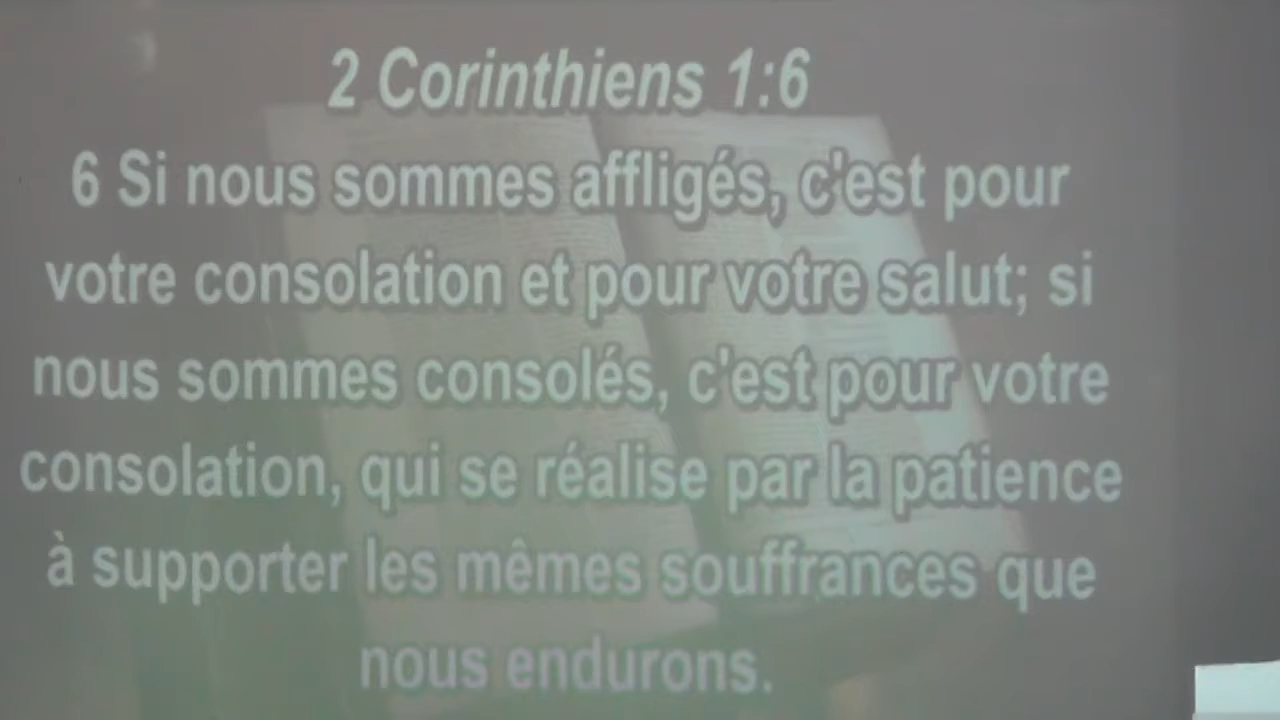 2 Corinthiens 1:6
6 Si nous sommes affligés, c'est pour
votre consolation et pour votre salut; si
nous sommes consolés, c'est pour votre
consolation, qui se réalise par la patience
à supporter les mêmes souffrances que
nous endurons.